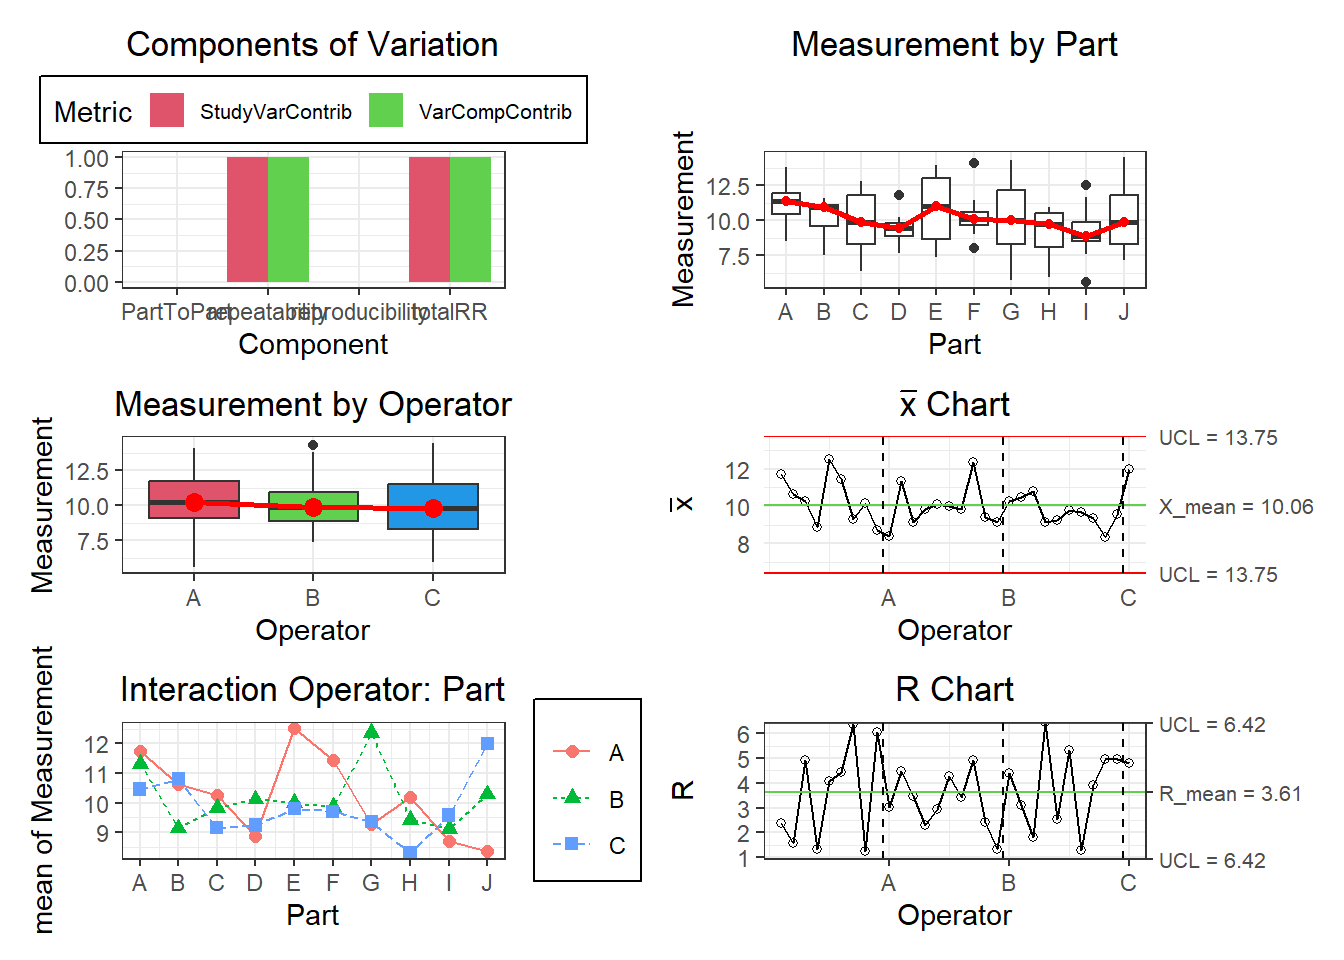 Components of Variation
Metric StudyVarContrib VarCompContrib
1.00
0.75
0.50
0.25
0.00
PartToPart repeatability reproducibility totalRR
Component
Measurement by Part
Measurement
12.5
10.0
7.5
A B C D E F G H I J
Part
Measurement by Operator
Measurement
12.5
10.0
7.5
A B C
Operator
x Chart
x
12
10
8
UCL = 13.75
X_mean = 10.06
UCL = 13.75
A B C
Operator
Interaction Operator: Part
mean of Measurement
12
11
10
9
A B C D E F G H I J
Part
A
B
C
R Chart
R
6
5
4
3
2
1
UCL = 6.42
R_mean = 3.61
UCL = 6.42
A B C
Operator